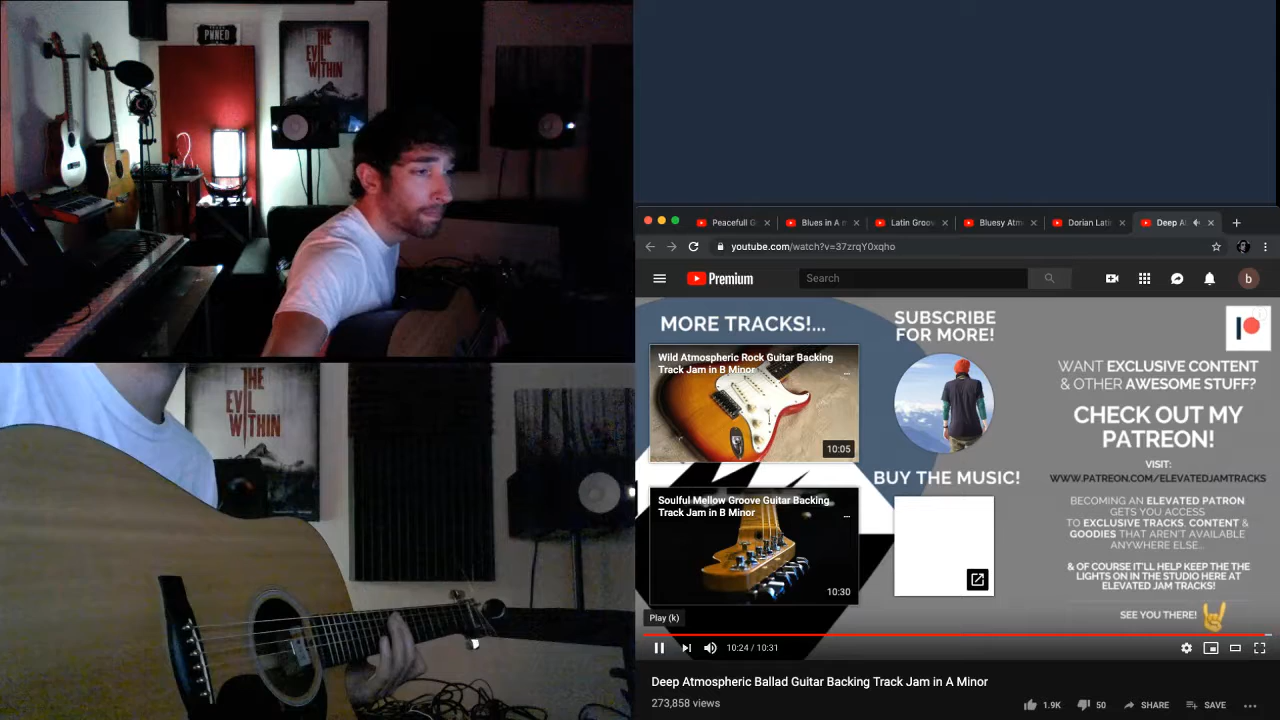 PWNED
THE
EVIL
WITHIN
THE
EVIL
WITHIN
Peacefull G
Blues in A m
Latin Groov
Bluesy Atm
Dorian Lati
Deep A
youtube.com/watch?v=37zrqY0xqho
Premium
Search
b
MORE TRACKS!...
Wild Atmospheric Rock Guitar Backing
Track Jam in B Minor
10:05
Soulful Mellow Groove Guitar Backing
Track Jam in B Minor
10:30
SUBSCRIBE
FOR MORE!
BUY THE MUSIC!
WANT EXCLUSIVE CONTENT
& OTHER AWESOME STUFF?
CHECK OUT MY
PATREON!
VISIT:
WWW.PATREON.COM/ELEVATEDJAMTRACKS
BECOMING AN ELEVATED PATRON
GETS YOU ACCESS
TO EXCLUSIVE TRACKS, CONTENT &
GOODIES THAT AREN'T AVAILABLE
ANYWHERE ELSE...
& OF COURSE IT'LL HELP KEEP THE THE
LIGHTS ON IN THE STUDIO HERE AT
ELEVATED JAM TRACKS!
SEE YOU THERE!
Play (k)
10:24 / 10:31
Deep Atmospheric Ballad Guitar Backing Track Jam in A Minor
273,858 views
1.9K
50
SHARE
SAVE